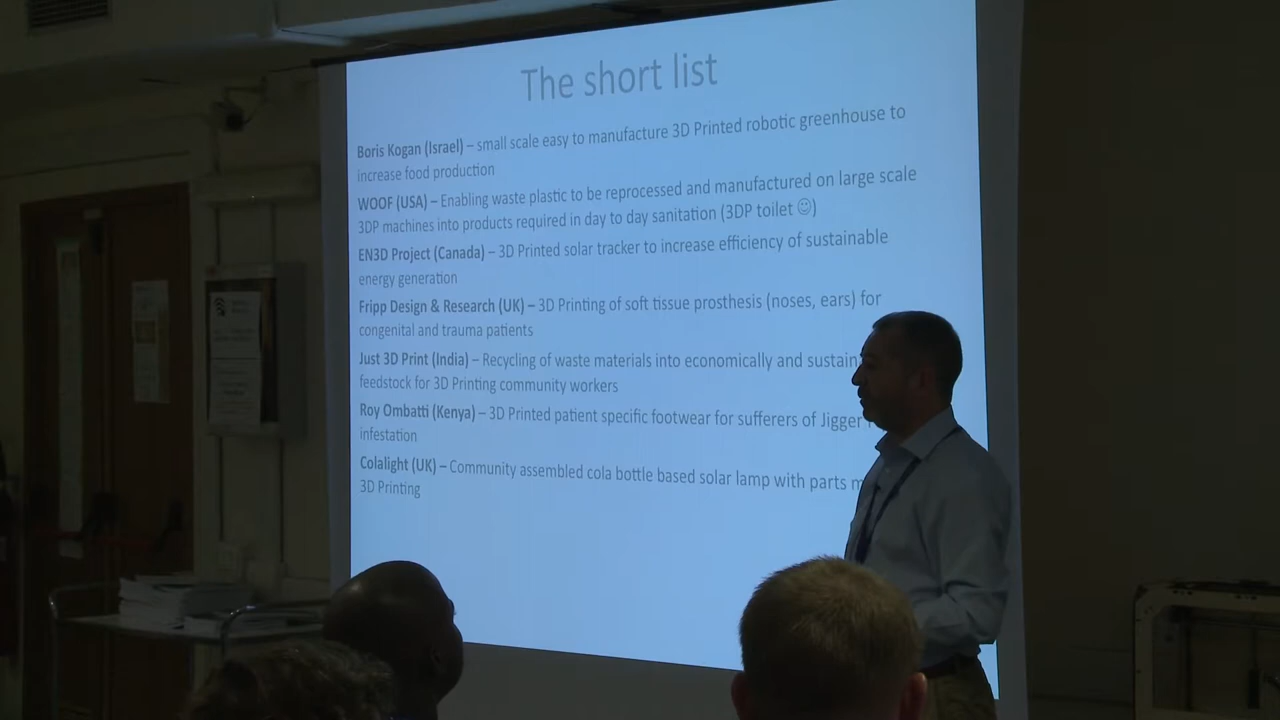 The short list
Boris Kogan (Israel) – small scale easy to manufacture 3D Printed robotic greenhouse to
increase food production
WOOF (USA) – Enabling waste plastic to be reprocessed and manufactured on large scale
3DP machines into products required in day to day sanitation (3DP toilet ☺)
EN3D Project (Canada) – 3D Printed solar tracker to increase efficiency of sustainable
energy generation
Fripp Design & Research (UK) – 3D Printing of soft tissue prosthesis (noses, ears) for
congenital and trauma patients
Just 3D Print (India) – Recycling of waste materials into economically and
feedstock for 3D Printing community workers
Roy Ombatti (Kenya) – 3D Printed patient specific footwear for sufferers of Jigger
infestation
Colalight (UK) – Community assembled cola bottle based solar lamp with parts
3D Printing